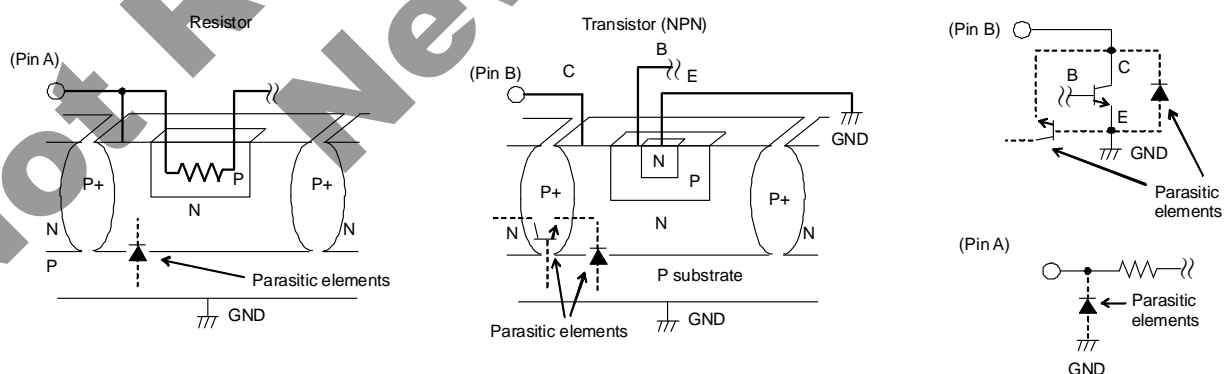 Resistor
(Pin A)
P+
P
P+
N
N
N
P
Parasitic elements
GND
Transistor (NPN)
(Pin B)
C
B
E
GND
N
P
P+
P+
N
N
N
P substrate
Parasitic elements
GND
(Pin B)
C
B
E
GND
Parasitic
elements
(Pin A)
Parasitic
elements
GND